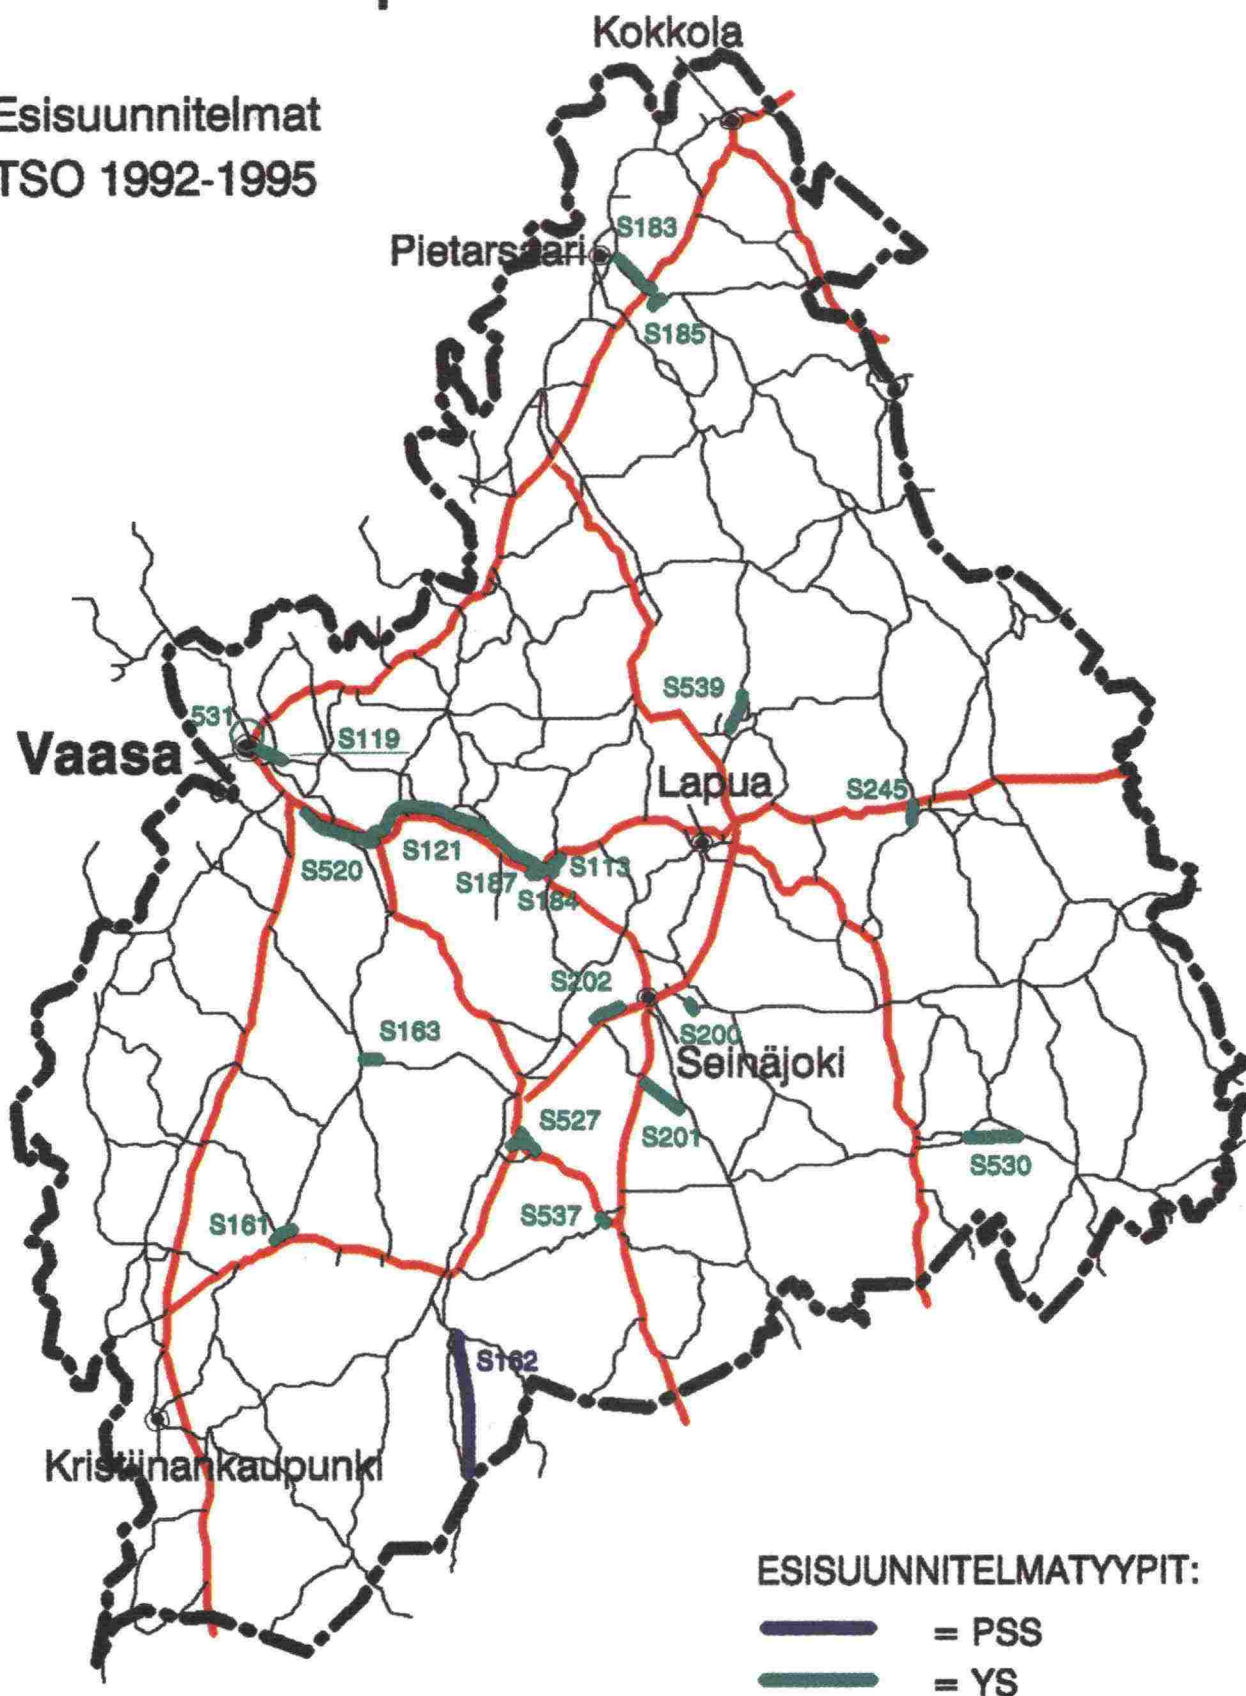 Kokkola
Esisuunnitelmat
TSO 1992-1995
S183
Pietarsaari
S185
S539
531
S119
Vaasa
Lapua
S245
S121
S520
S113
S187
S184
S202
S200
S163
Seinäjoki
S527
S201
S530
S537
S161
S162
Kristiinankaupunki
ESISUUNNITELMATYYPIT:
= PSS
= YS